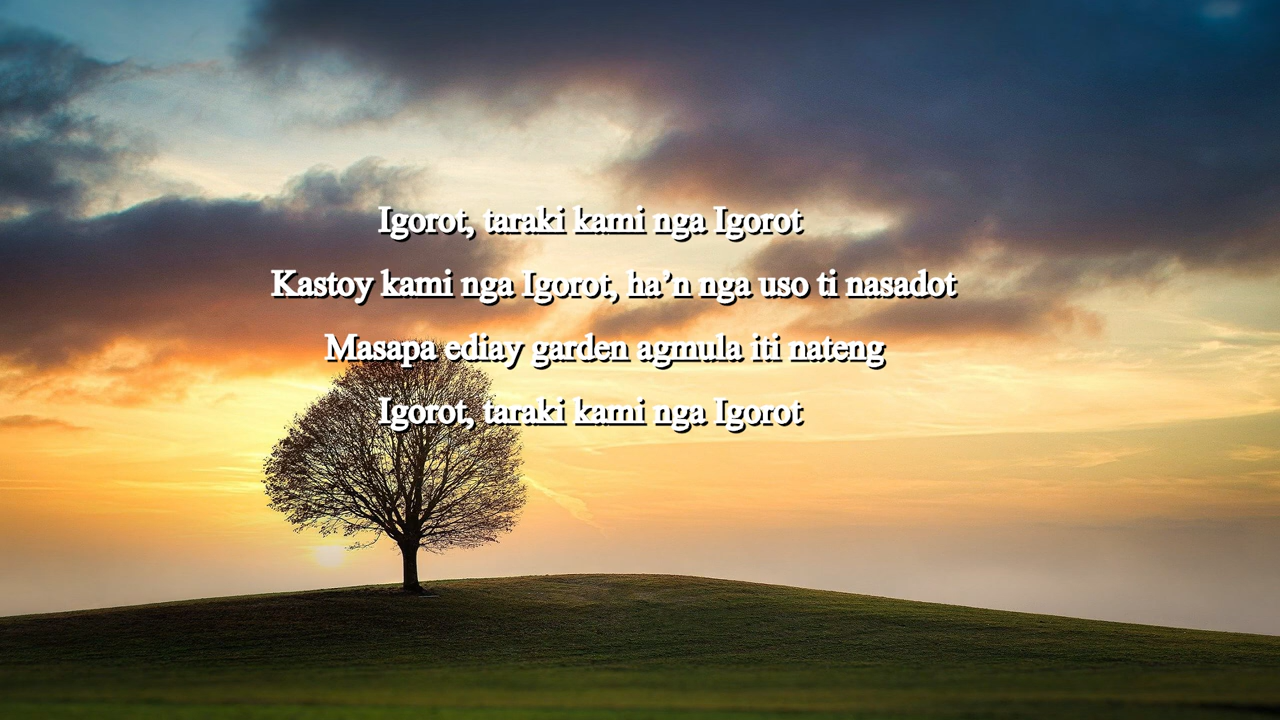 Igorot, taraki kami nga Igorot
Kastoy kami nga Igorot, ha’n nga uso ti nasadot
Masapa ediay garden agmula iti nateng
Igorot, taraki kami nga Igorot